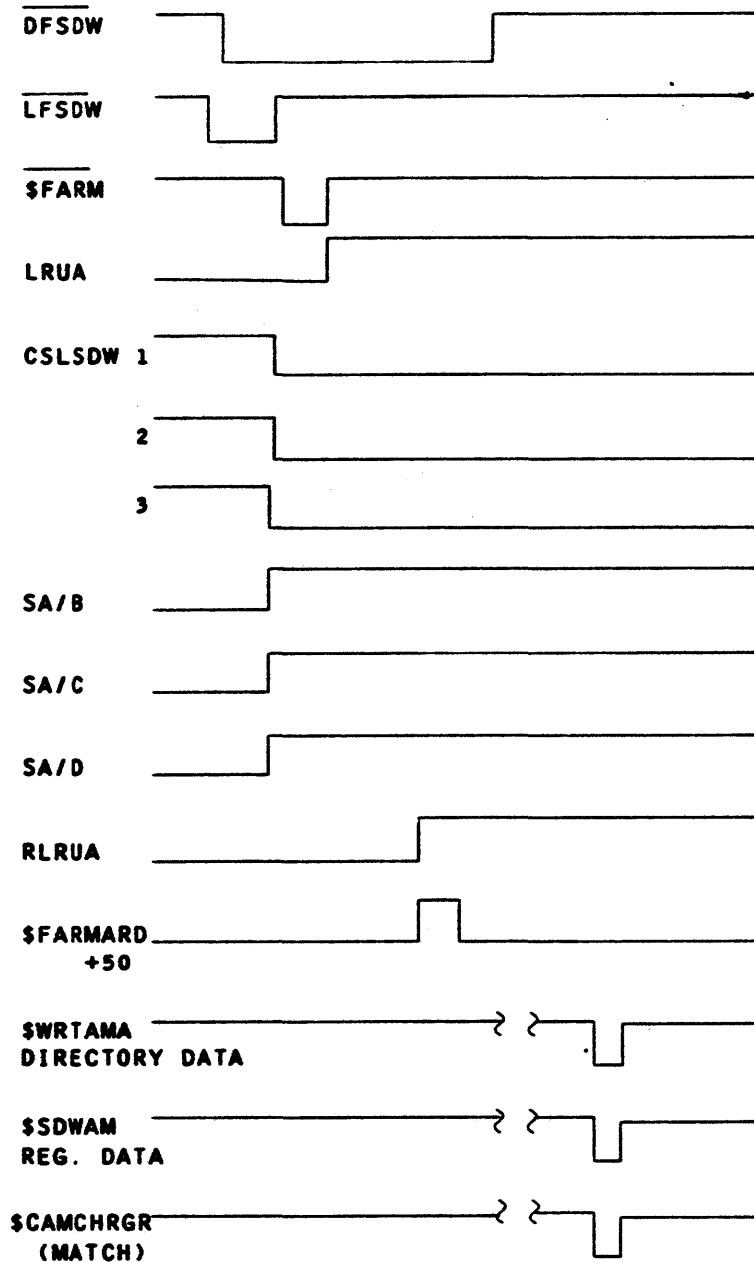 DFSDW
LFSDW
$FARM
LRUA
CSLSDW 1
2
3
SA/B
SA/C
SA/D
RLRUA
$FARMARD
+50
$WRTAMA
DIRECTORY DATA
$SDWAM
REG. DATA
$CAMCHRGR
(MATCH)